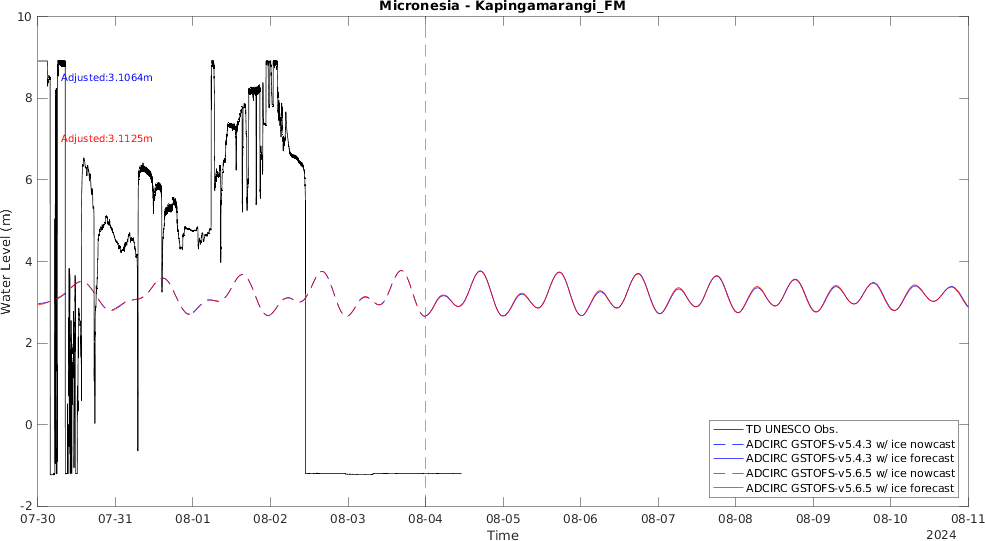 Micronesia - Kapingamarangi_FM
10
8
6
4
2
0
-2
Water Level (m)
Adjusted:3.1064m
Adjusted:3.1125m
TD UNESCO Obs.
ADCIRC GSTOFS-v5.4.3 w/ ice nowcast
ADCIRC GSTOFS-v5.4.3 w/ ice forecast
ADCIRC GSTOFS-v5.6.5 w/ ice nowcast
ADCIRC GSTOFS-v5.6.5 w/ ice forecast
07-30 07-31 08-01 08-02 08-03 08-04 08-05 08-06 08-07 08-08 08-09 08-10 08-11
Time
2024